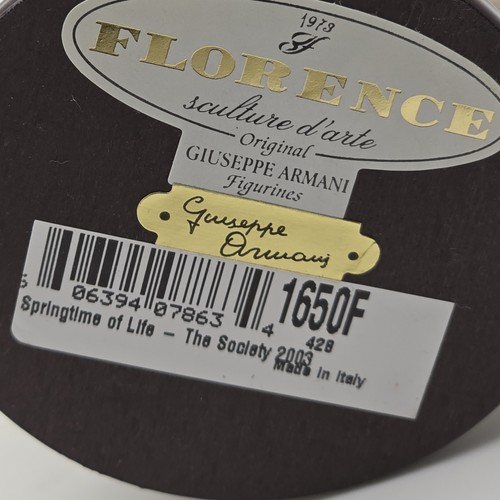 1973
FLORENCE
sculture d'arte
Original
GIUSEPPE ARMANI
Figurines
Giuseppe
Armani
6 06394 07863 4
1650F
428
Springtime of Life – The Society 2003
Made in Italy